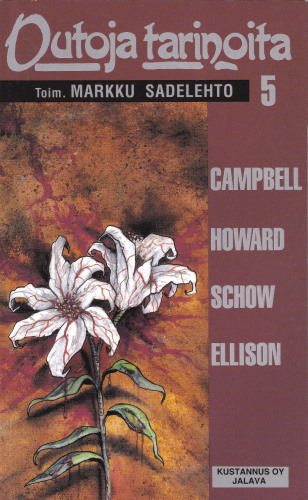 Outoja tarinoita
Toim. MARKKU SADELEHTO 5
CAMPBELL
HOWARD
SCHOW
ELLISON
KUSTANNUS OY
JALAVA